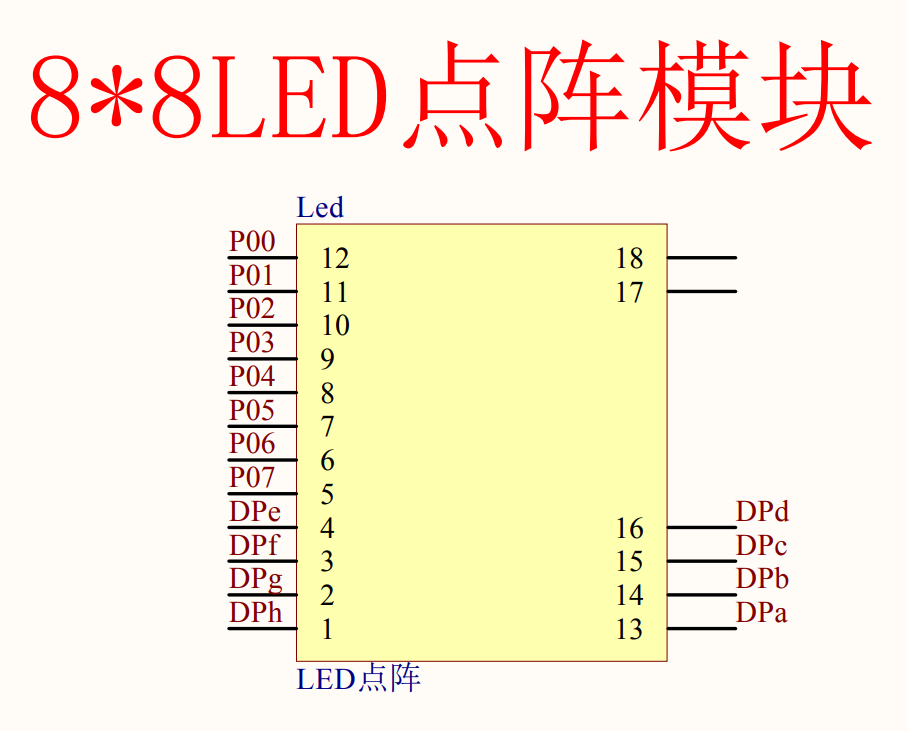 8*8LED点阵模块
Led
P00 12 18
P01 11 17
P02 10
P03 9
P04 8
P05 7
P06 6
P07 5
DPe 4 16 DPd
DPf 3 15 DPc
DPg 2 14 DPb
DPh 1 13 DPa
LED点阵